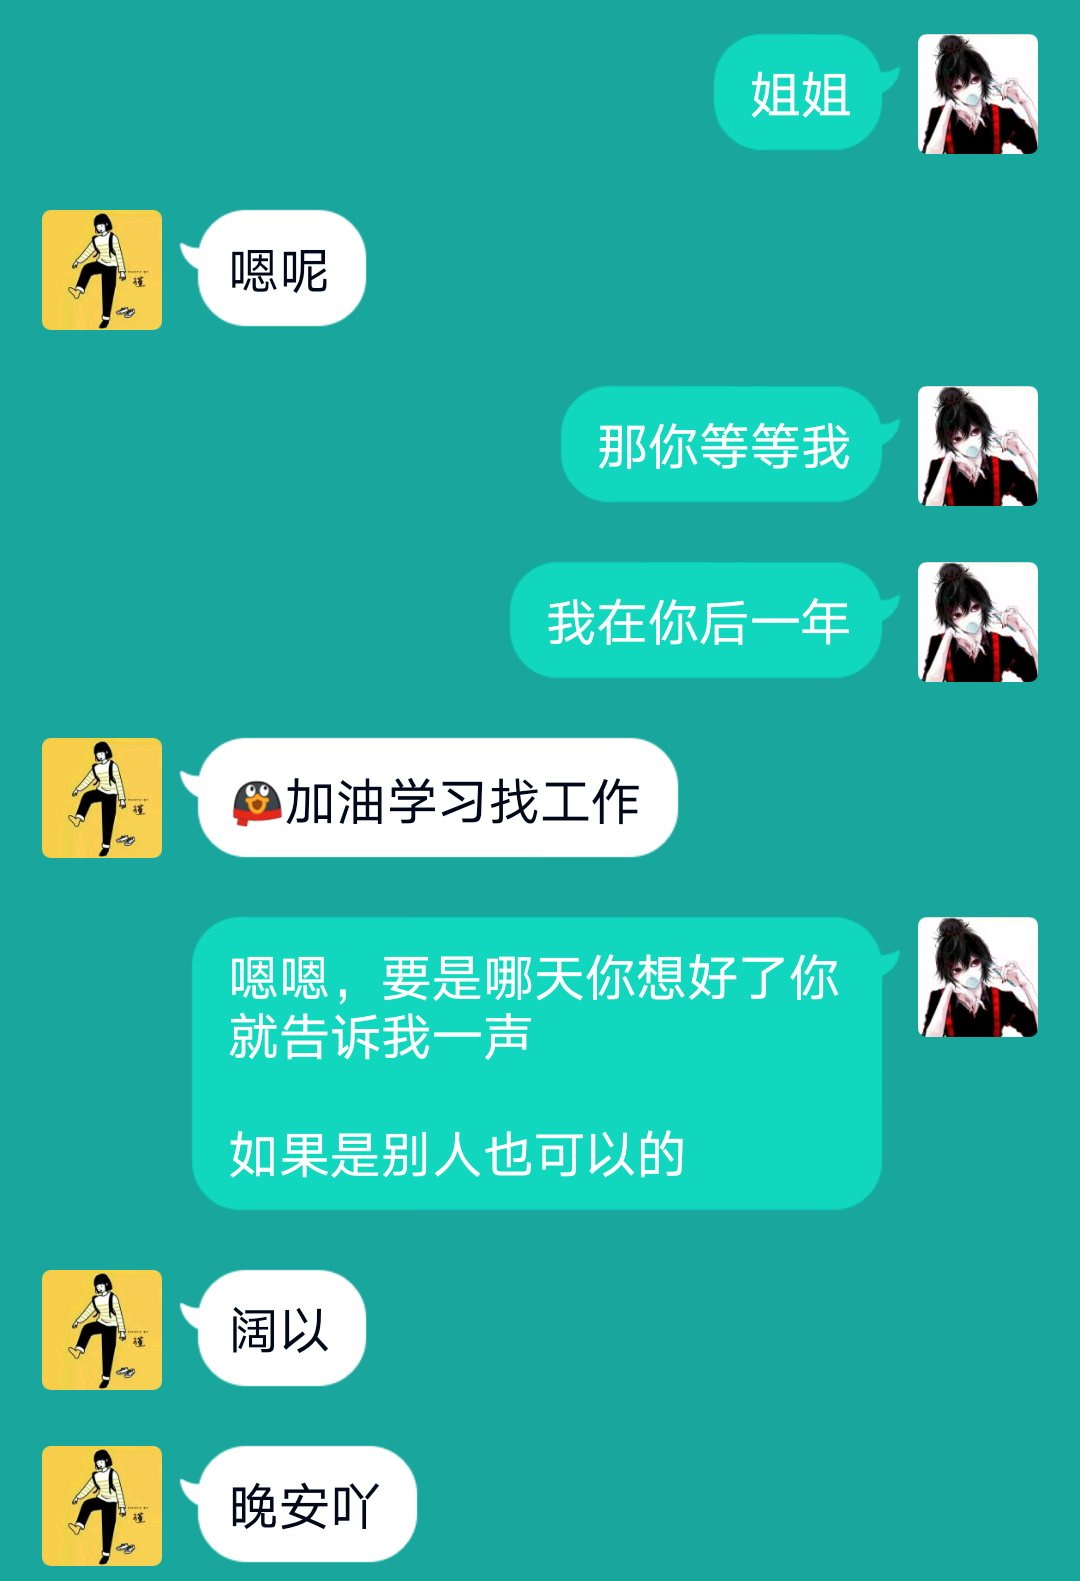 姐姐
嗯呢
那你等等我
我在你后一年
加油学习找工作
嗯嗯，要是哪天你想好了你
就告诉我一声
如果是别人也可以的
阔以
晚安吖